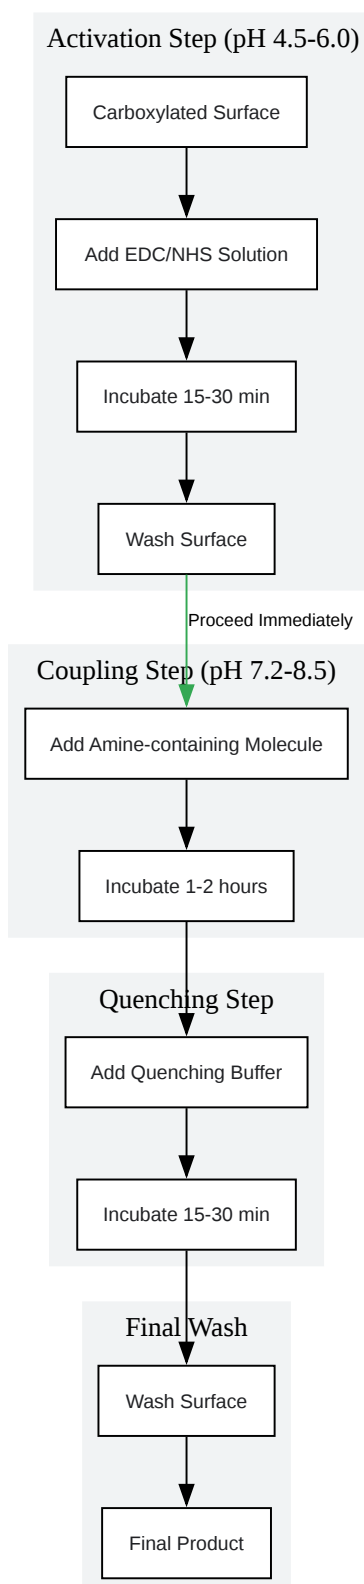 Activation Step (pH 4.5-6.0)
Carboxylated Surface
Add EDC/NHS Solution
Incubate 15-30 min
Wash Surface
Proceed Immediately
Coupling Step (pH 7.2-8.5)
Add Amine-containing Molecule
Incubate 1-2 hours
Quenching Step
Add Quenching Buffer
Incubate 15-30 min
Final Wash
Wash Surface
Final Product